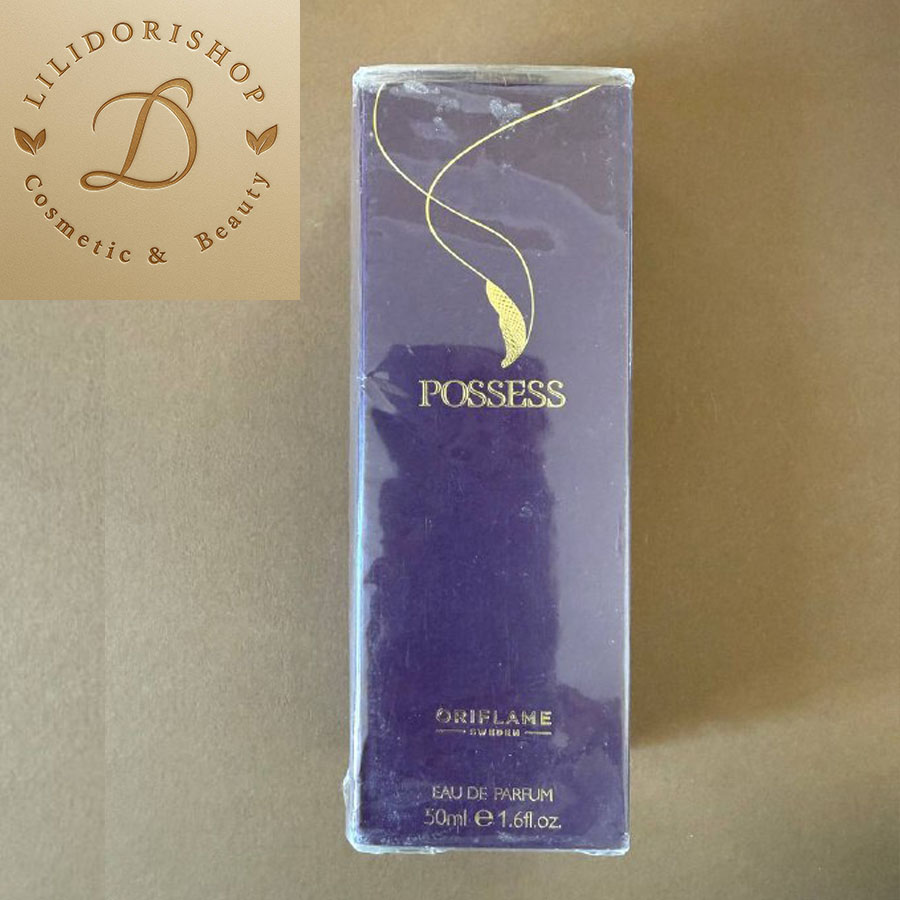 LILIDORISHOP
D
Cosmetic & Beauty
POSSESS
ORIFLAME
SWEDEN
EAU DE PARFUM
50ml e 1.6fl.oz.